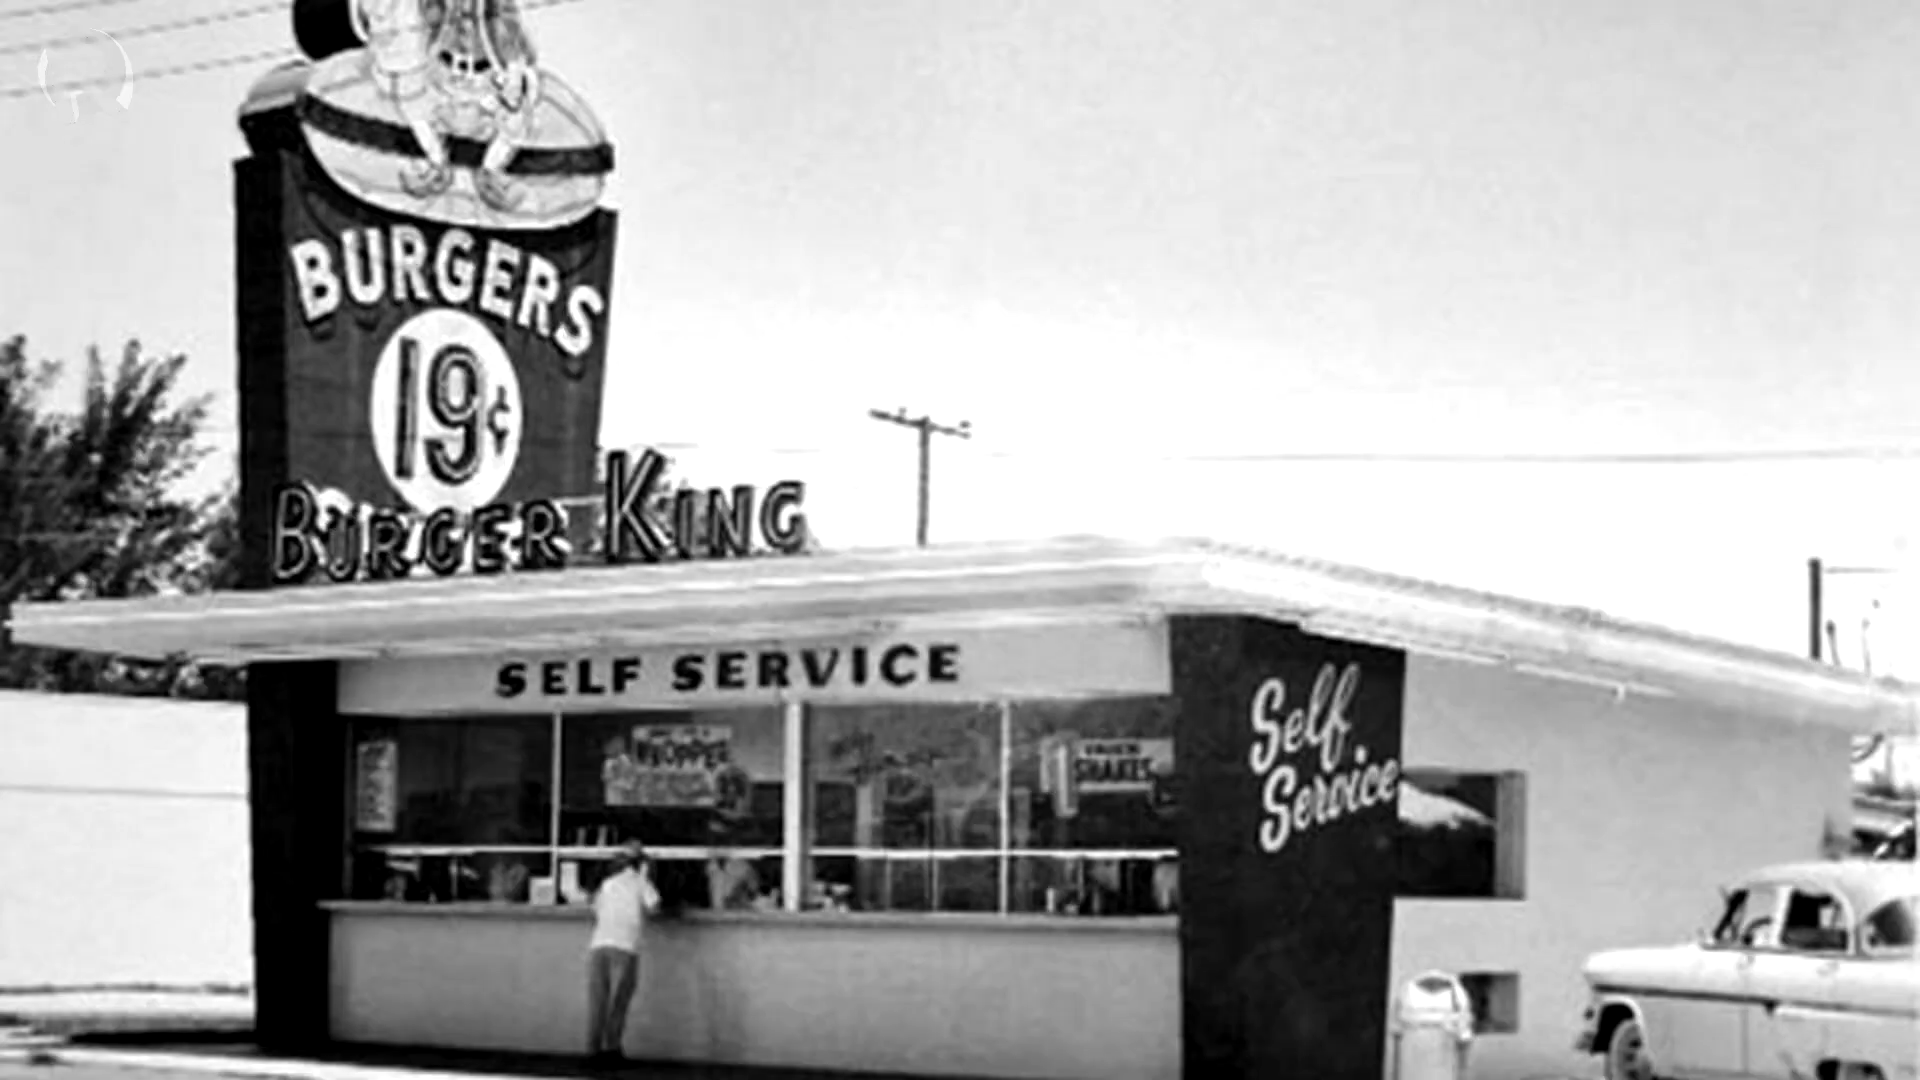 BURGERS
19¢
BURGER KING
SELF SERVICE
Self
Service
WHOPPER
SHAKES